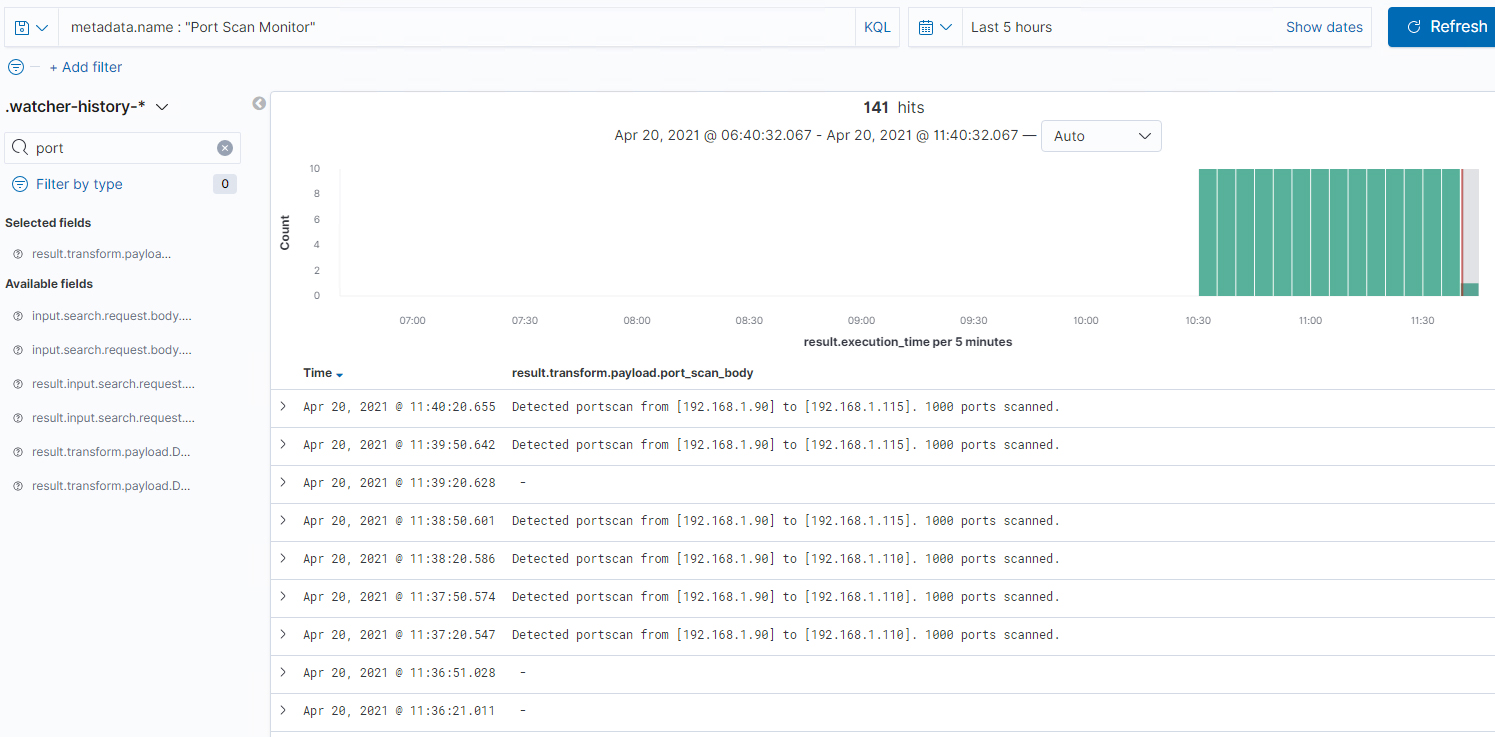 metadata.name : "Port Scan Monitor" KQL Last 5 hours Show dates Refresh
+ Add filter
.watcher-history-*
port
Filter by type 0
Selected fields
result.transform.payloa...
Available fields
input.search.request.body....
input.search.request.body....
result.input.search.request....
result.input.search.request....
result.transform.payload.D...
result.transform.payload.D...
141 hits
Apr 20, 2021 @ 06:40:32.067 - Apr 20, 2021 @ 11:40:32.067 — Auto
Count
10
8
6
4
2
0
07:00 07:30 08:00 08:30 09:00 09:30 10:00 10:30 11:00 11:30
result.execution_time per 5 minutes
Time result.transform.payload.port_scan_body
Apr 20, 2021 @ 11:40:20.655 Detected portscan from [192.168.1.90] to [192.168.1.115]. 1000 ports scanned.
Apr 20, 2021 @ 11:39:50.642 Detected portscan from [192.168.1.90] to [192.168.1.115]. 1000 ports scanned.
Apr 20, 2021 @ 11:39:20.628 -
Apr 20, 2021 @ 11:38:50.601 Detected portscan from [192.168.1.90] to [192.168.1.115]. 1000 ports scanned.
Apr 20, 2021 @ 11:38:20.586 Detected portscan from [192.168.1.90] to [192.168.1.110]. 1000 ports scanned.
Apr 20, 2021 @ 11:37:50.574 Detected portscan from [192.168.1.90] to [192.168.1.110]. 1000 ports scanned.
Apr 20, 2021 @ 11:37:20.547 Detected portscan from [192.168.1.90] to [192.168.1.110]. 1000 ports scanned.
Apr 20, 2021 @ 11:36:51.028 -
Apr 20, 2021 @ 11:36:21.011 -